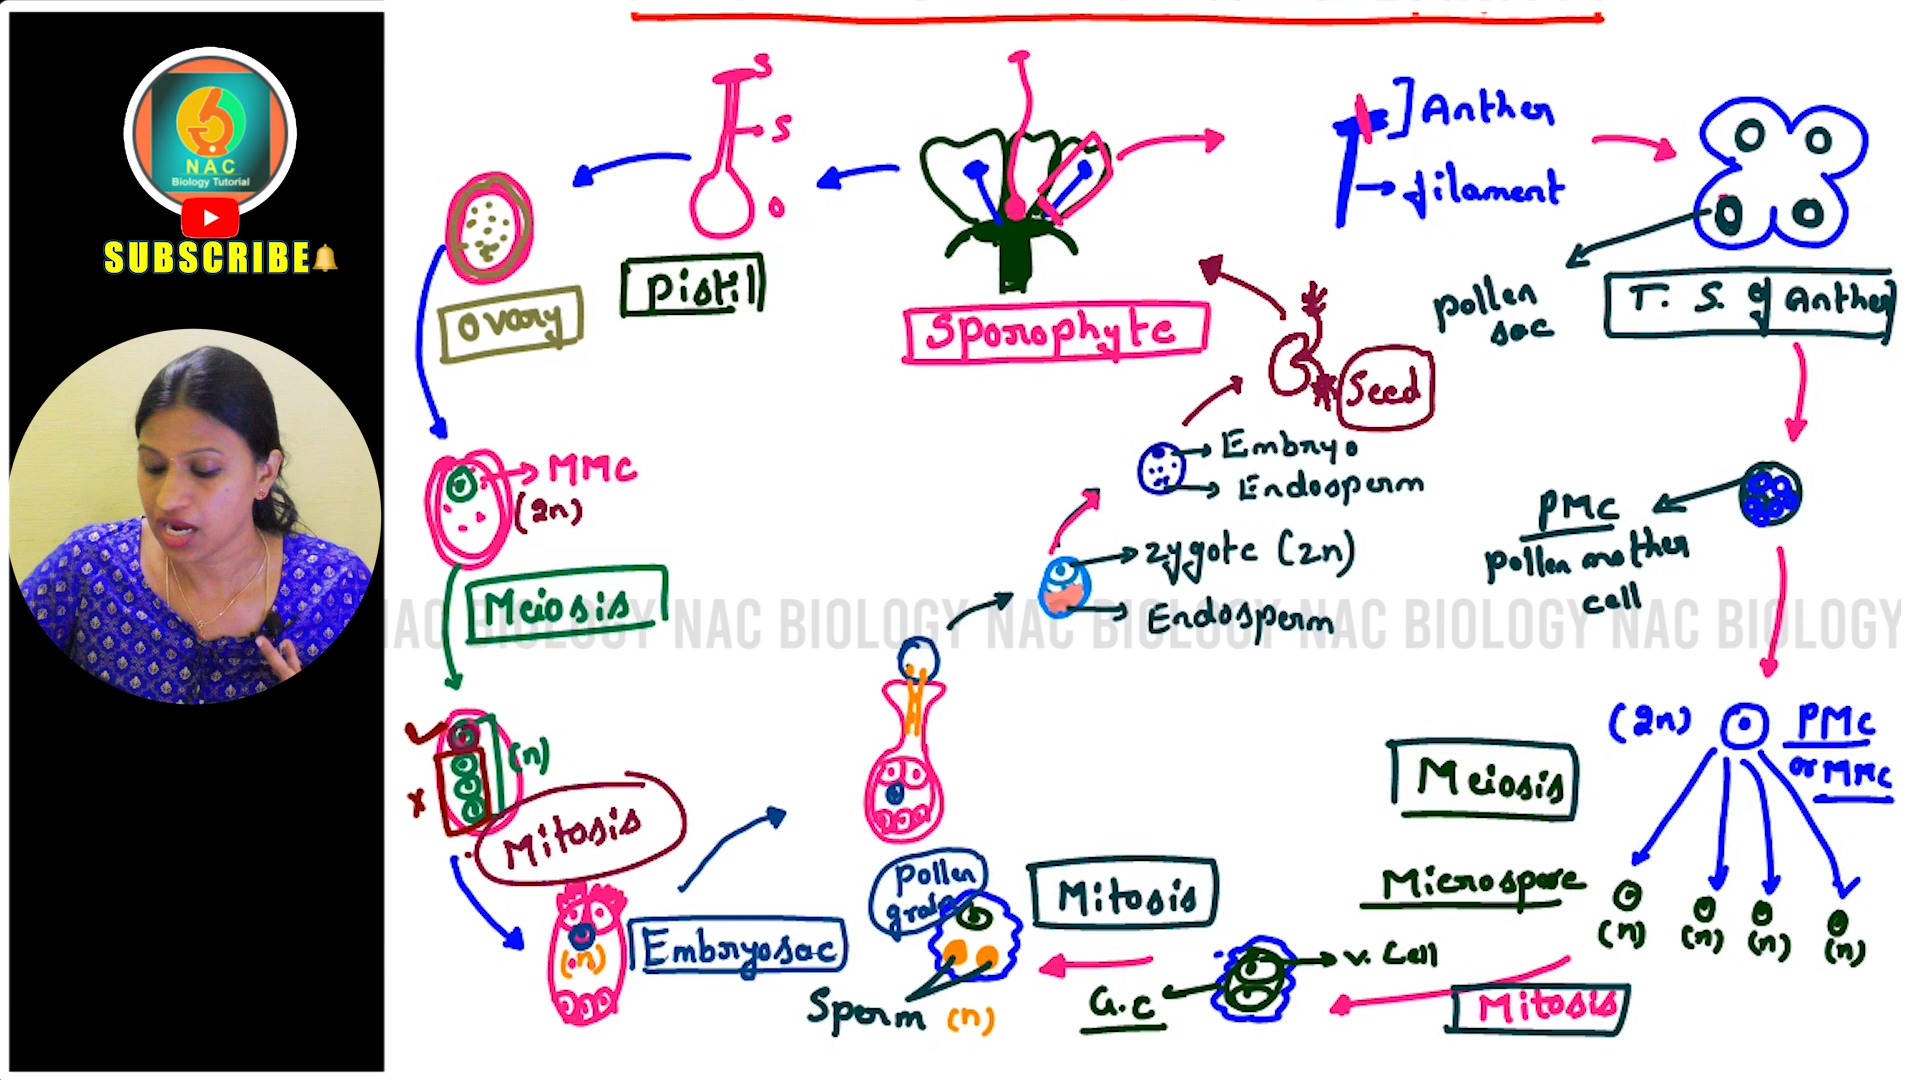 NAC
Biology Tutorial
SUBSCRIBE
S
S
O
Pistil
Ovary
Sporophyte
Anther
filament
pollen
sac
T. S. of Anther
Seed
Embryo
Endosperm
MMC
(2n)
zygote (2n)
Endosperm
PMC
pollen mother
cell
Meiosis
NAC BIOLOGY NAC BIOLOGY NAC BIOLOGY NAC BIOLOGY NAC BIOLOGY
(n)
Mitosis
(2n)
PMC
or MMC
Meiosis
Microspore
(n) (n) (n) (n)
Embryosac
(n)
Pollen
grain
Mitosis
Sperm (n)
G.C
V. Cell
Mitosis